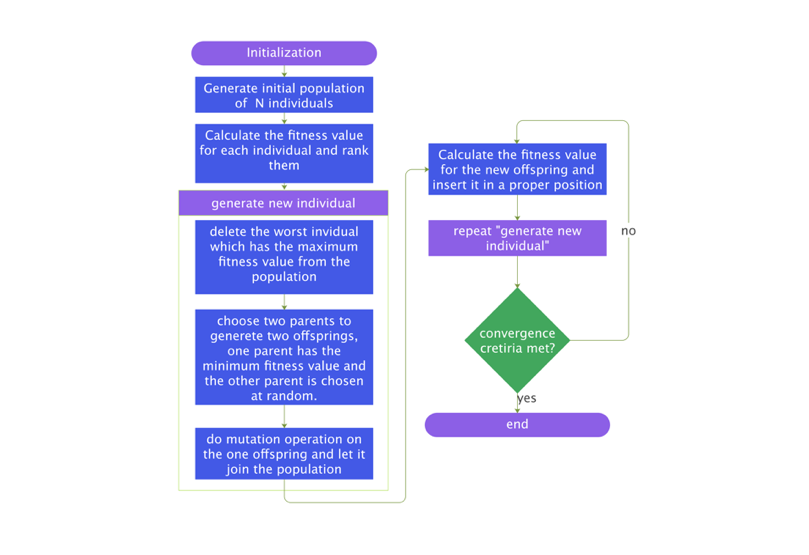 Initialization
Generate initial population
of N individuals
Calculate the fitness value
for each individual and rank
them
generate new individual
delete the worst invidual
which has the maximum
fitness value from the
population
choose two parents to
generete two offsprings,
one parent has the
minimum fitness value and
the other parent is chosen
at random.
do mutation operation on
the one offspring and let it
join the population
Calculate the fitness value
for the new offspring and
insert it in a proper position
repeat "generate new
individual"
no
convergence
cretiria met?
yes
end